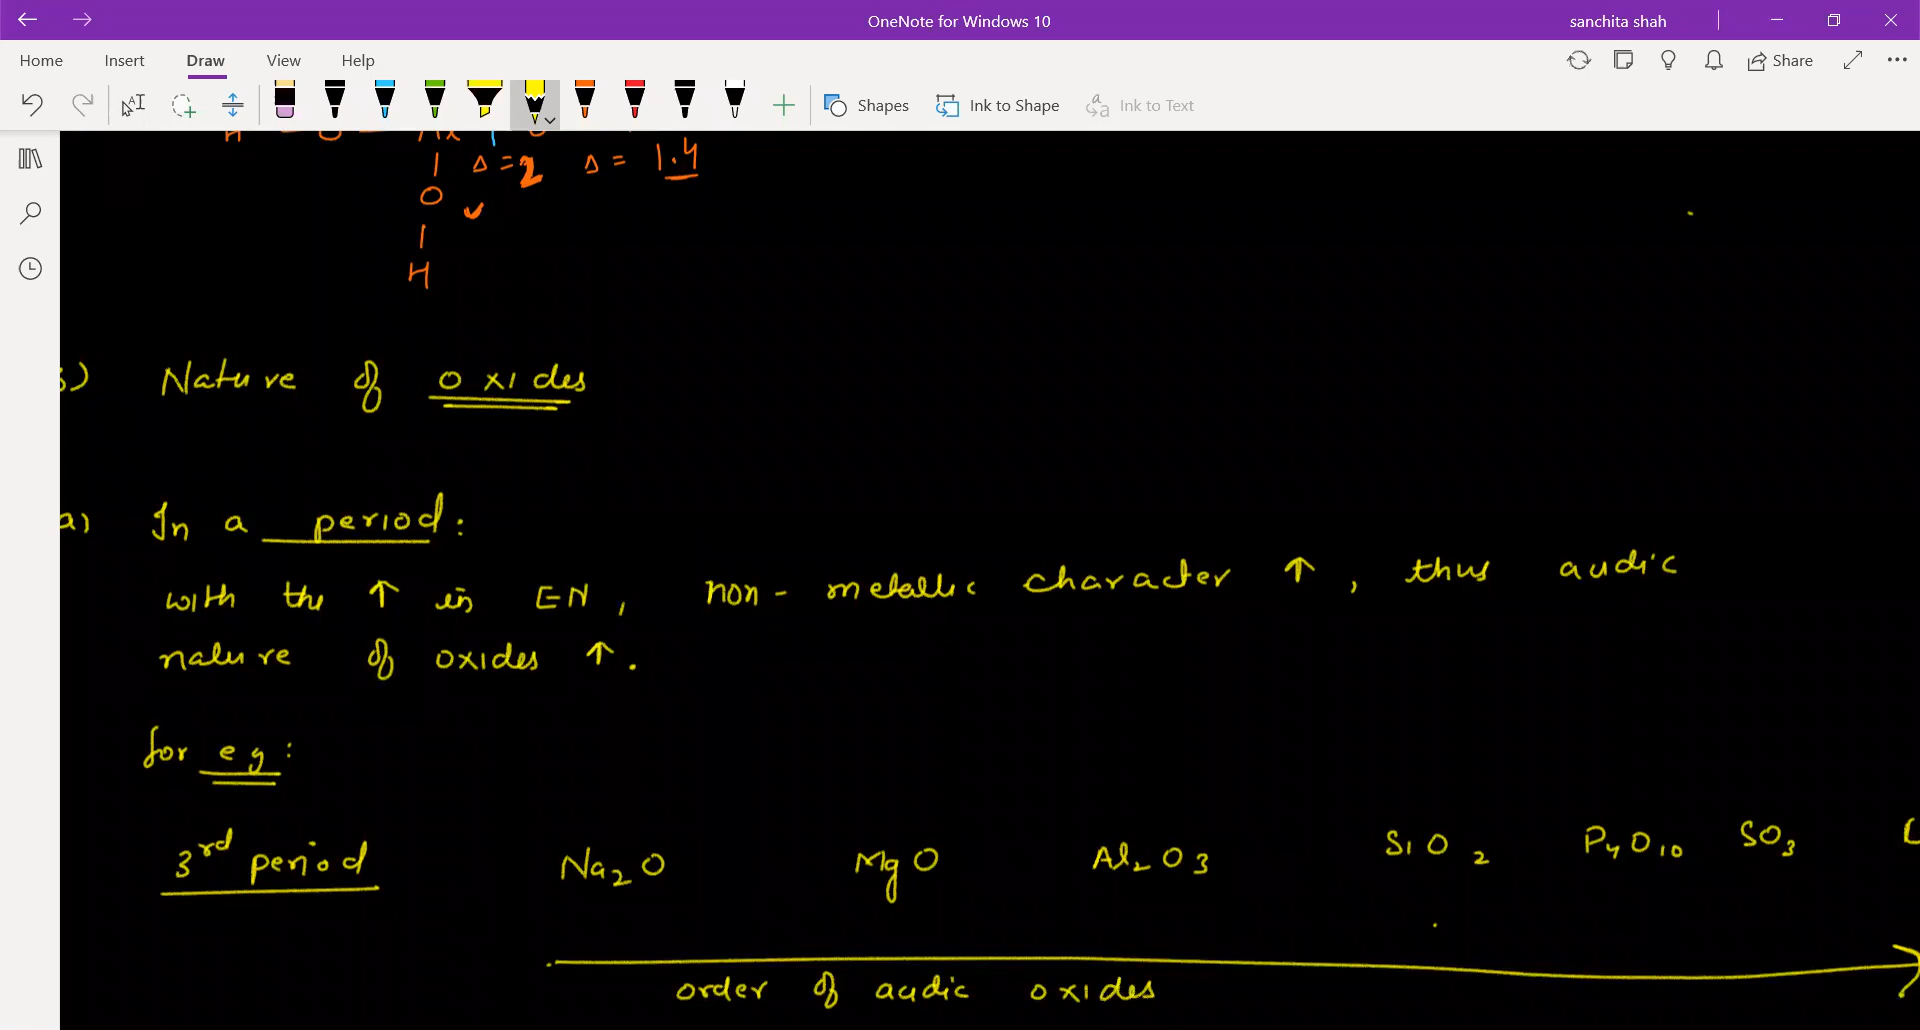 OneNote for Windows 10
sanchita shah
Home Insert Draw View Help
Share
Shapes Ink to Shape Ink to Text
Δ = 2 Δ = 1.4
O
H
) Nature of oxides
a) In a period:
with the ↑ in EN, non-metallic character ↑, thus acidic
nature of oxides ↑.
for eg:
3rd period Na2O MgO Al2O3 SiO2 P4O10 SO3
order of acidic oxides